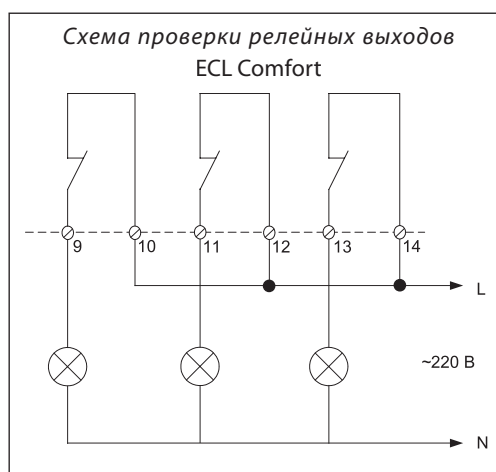 Схема проверки релейных выходов
ECL Comfort
9 10 11 12 13 14
L
~220 В
N